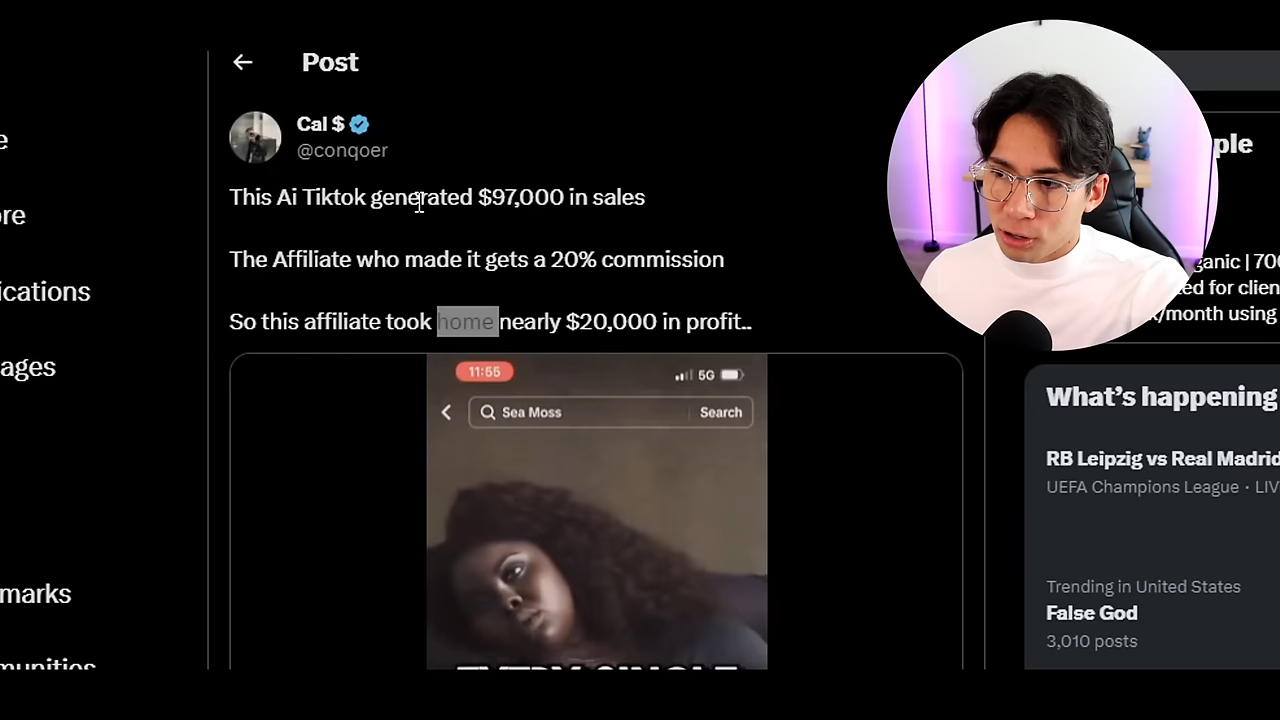 Post
Cal $
@conqoer
This Ai Tiktok generated $97,000 in sales
The Affiliate who made it gets a 20% commission
So this affiliate took home nearly $20,000 in profit..
11:55
5G
Sea Moss
Search
e
ore
ications
ages
marks
ople
ganic | 700
ed for clien
k/month using
What's happening
RB Leipzig vs Real Madrid
UEFA Champions League · LIV
Trending in United States
False God
3,010 posts